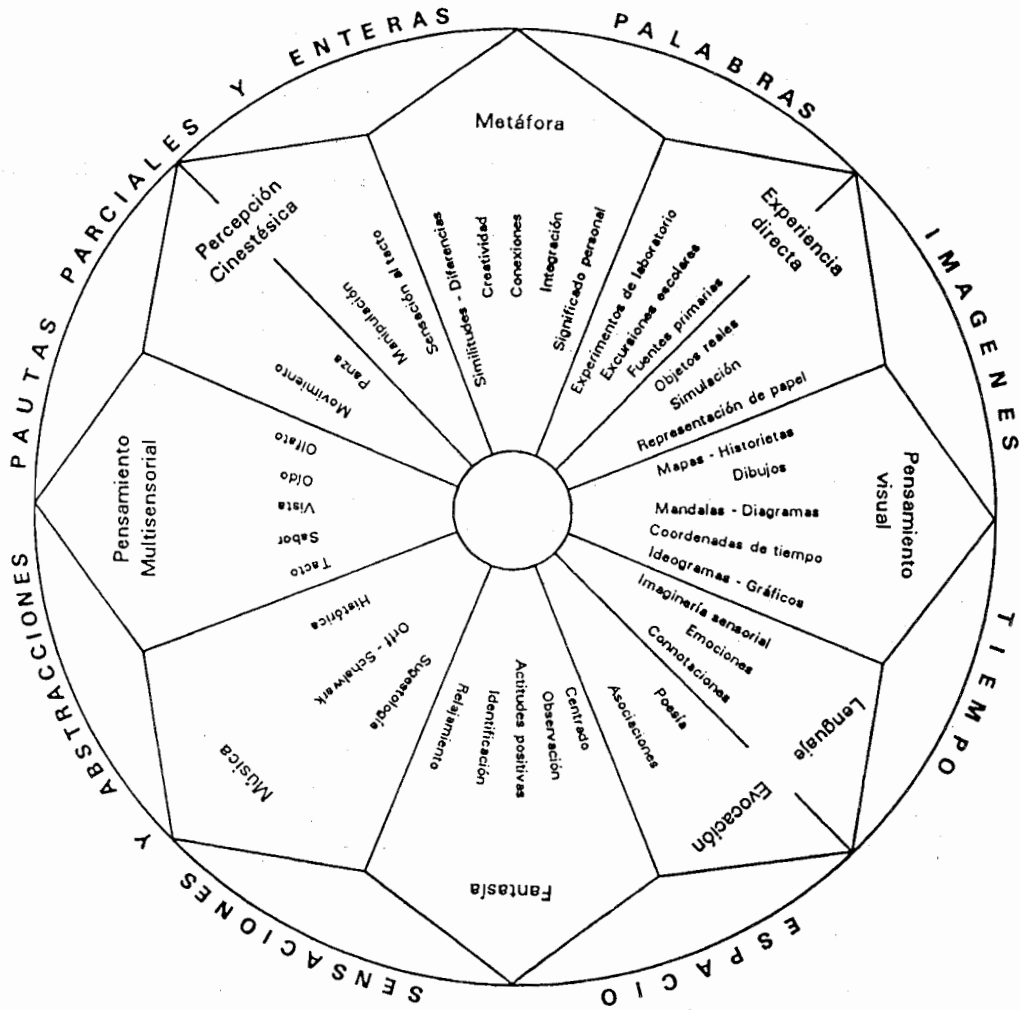 PALABRAS
IMAGENES
TIEMPO
ESPACIO
SENSACIONES
Y ABSTRACCIONES
PAUTAS PARCIALES Y ENTERAS
Metáfora
Similitudes - Diferencias
Creatividad
Conexiones
Integración
Significado personal
Experiencia
directa
Experimentos de laboratorio
Excursiones escolares
Fuentes primarias
Objetos reales
Simulación
Representación de papel
Pensamiento
visual
Mapas - Historietas
Dibujos
Mandalas - Diagramas
Coordenadas de tiempo
Ideogramas - Gráficos
Lenguaje
Evocación
Imaginería sensorial
Emociones
Connotaciones
Poesía
Asociaciones
Fantasía
Centrado
Observación
Actitudes positivas
Identificación
Relajamiento
Música
Sugestología
Orff - Schalwark
Histórica
Pensamiento
Multisensorial
Tacto
Sabor
Vista
Oído
Olfato
Percepción
Cinestésica
Movimiento
Panza
Manipulación
Sensación al tacto